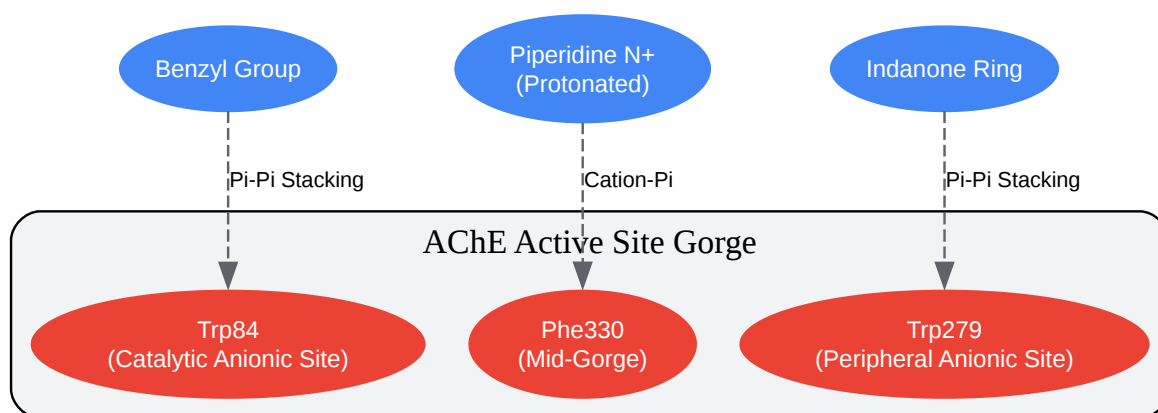 Benzyl Group
Piperidine N+
(Protonated)
Indanone Ring
Pi-Pi Stacking
Cation-Pi
Pi-Pi Stacking
AChE Active Site Gorge
Trp84
(Catalytic Anionic Site)
Phe330
(Mid-Gorge)
Trp279
(Peripheral Anionic Site)